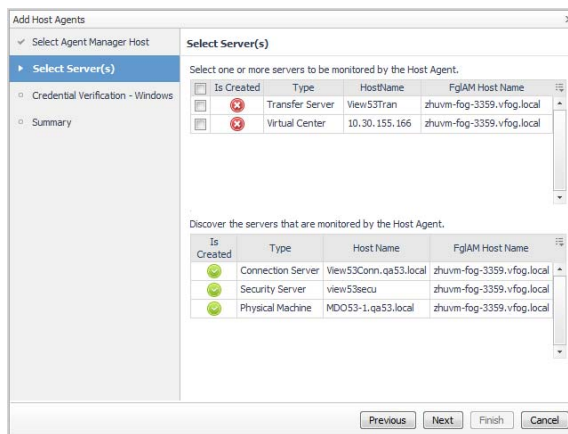 Add Host Agents
Select Agent Manager Host
Select Server(s)
Credential Verification - Windows
Summary
Select Server(s)
Select one or more servers to be monitored by the Host Agent.
Is Created Type HostName FglAM Host Name
Transfer Server View53Tran zhuvm-fog-3359.vfog.local
Virtual Center 10.30.155.166 zhuvm-fog-3359.vfog.local
Discover the servers that are monitored by the Host Agent.
Is Created Type Host Name FglAM Host Name
Connection Server View53Conn.qa53.local zhuvm-fog-3359.vfog.local
Security Server view53secu zhuvm-fog-3359.vfog.local
Physical Machine MDO53-1.qa53.local zhuvm-fog-3359.vfog.local
Previous Next Finish Cancel